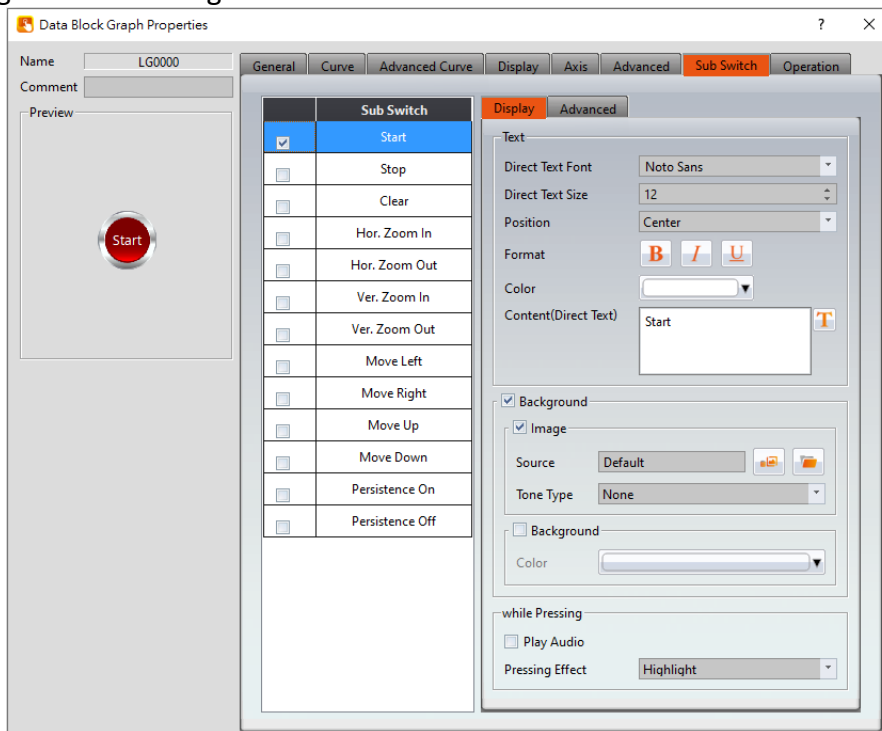 Data Block Graph Properties ? ×
Name LG0000
Comment
Preview
Start
General Curve Advanced Curve Display Axis Advanced Sub Switch Operation
Sub Switch
Start
Stop
Clear
Hor. Zoom In
Hor. Zoom Out
Ver. Zoom In
Ver. Zoom Out
Move Left
Move Right
Move Up
Move Down
Persistence On
Persistence Off
Display Advanced
Text
Direct Text Font Noto Sans
Direct Text Size 12
Position Center
Format B I U
Color
Content(Direct Text) Start T
Background
Image
Source Default
Tone Type None
Background
Color
while Pressing
Play Audio
Pressing Effect Highlight